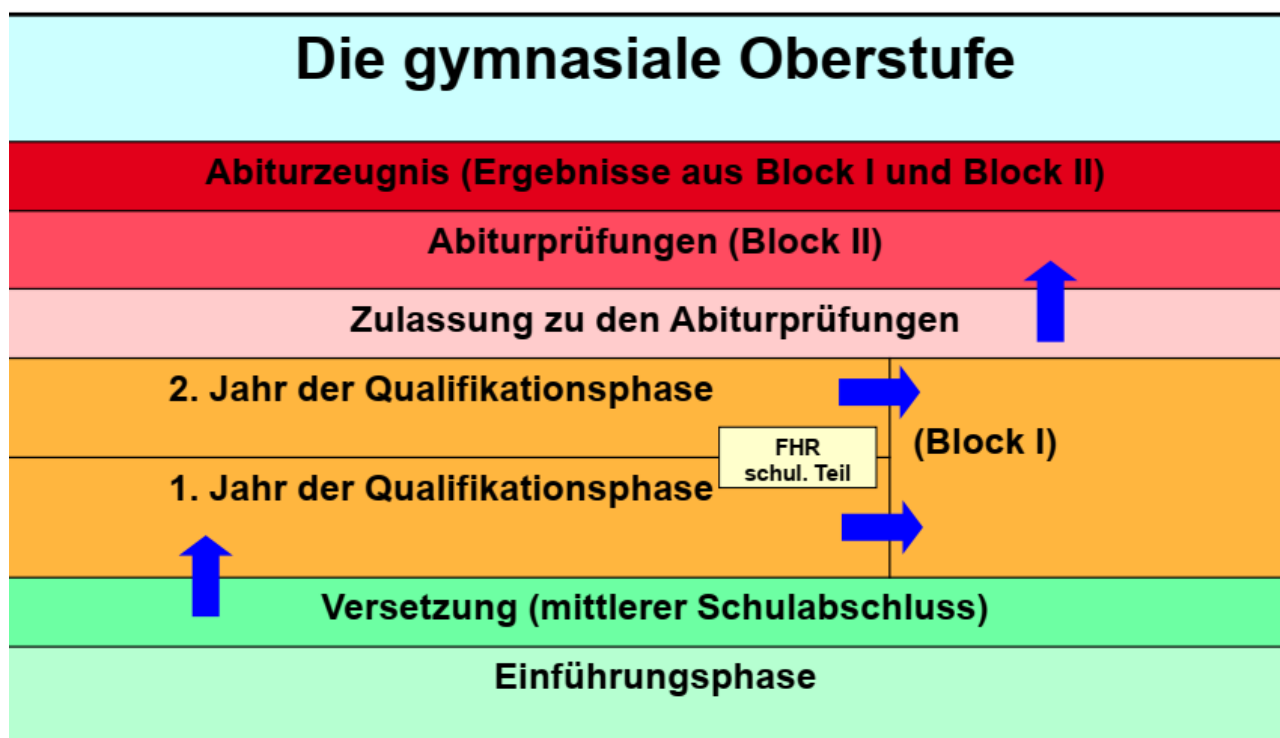 Die gymnasiale Oberstufe
Abiturzeugnis (Ergebnisse aus Block I und Block II)
Abiturprüfungen (Block II)
Zulassung zu den Abiturprüfungen
2. Jahr der Qualifikationsphase
FHR
schul. Teil
(Block I)
1. Jahr der Qualifikationsphase
Versetzung (mittlerer Schulabschluss)
Einführungsphase